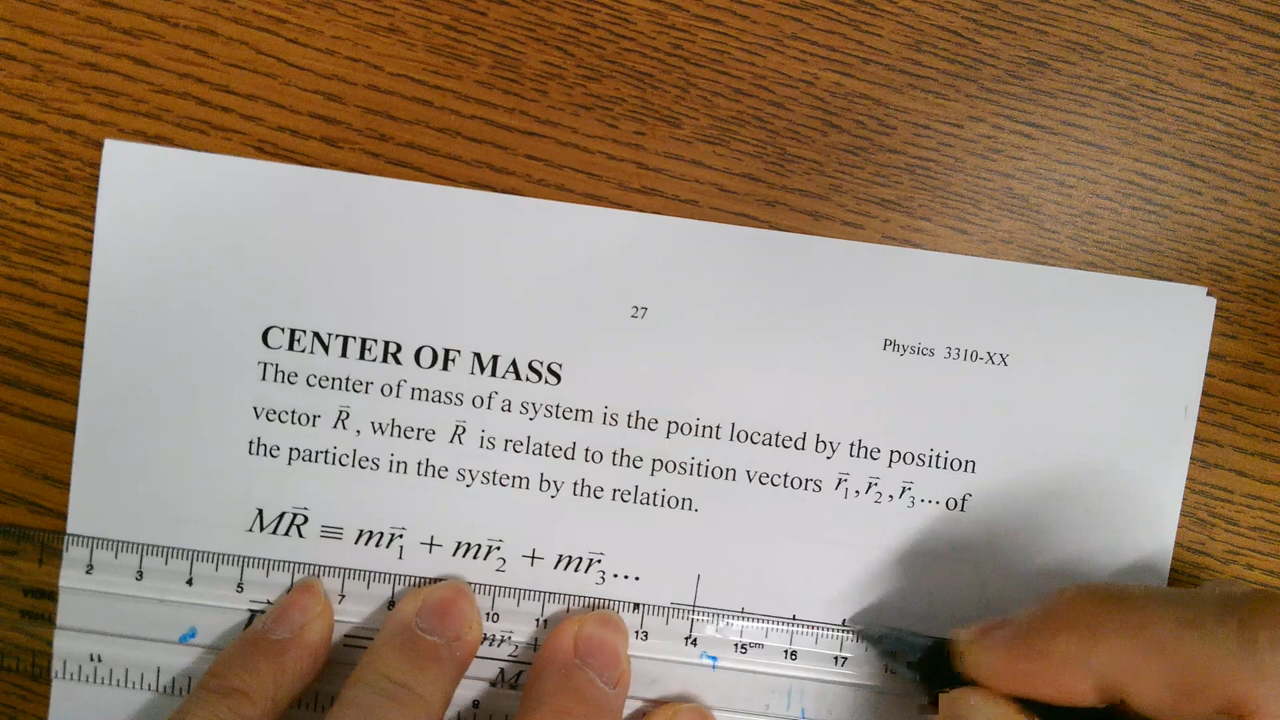 27
Physics 3310-XX
CENTER OF MASS
The center of mass of a system is the point located by the position
vector R⃗, where R⃗ is related to the position vectors r⃗₁, r⃗₂, r⃗₃... of
the particles in the system by the relation.
MR⃗ ≡ mr⃗₁ + mr⃗₂ + mr⃗₃...
2 3 4 5 7 8 10 11 13 14 15cm 16 17
mr⃗₂ +
M